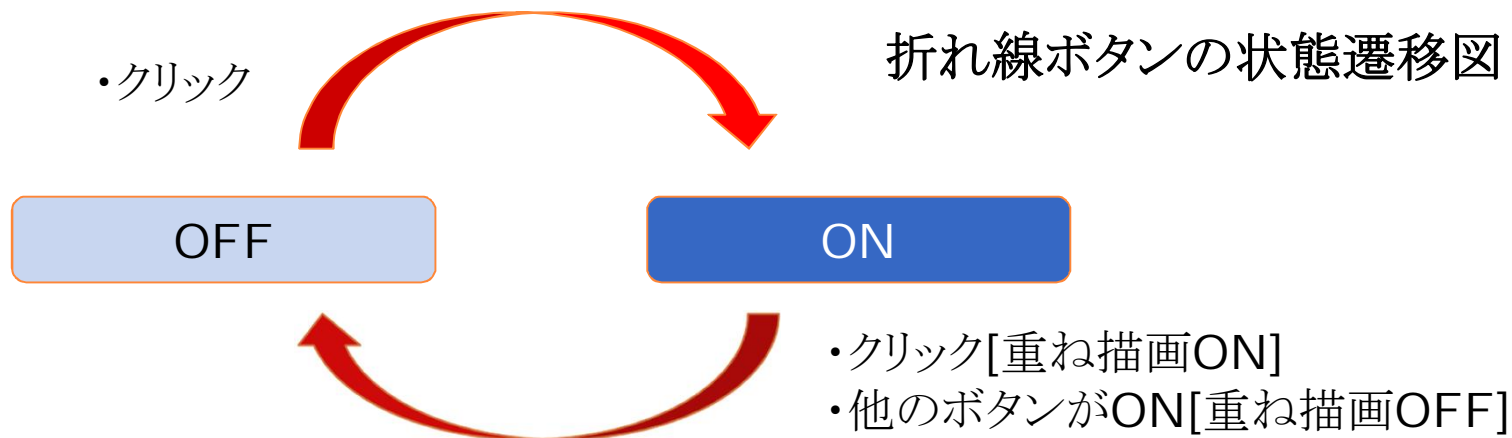 折れ線ボタンの状態遷移図
・クリック
OFF
ON
・クリック[重ね描画ON]
・他のボタンがON[重ね描画OFF]